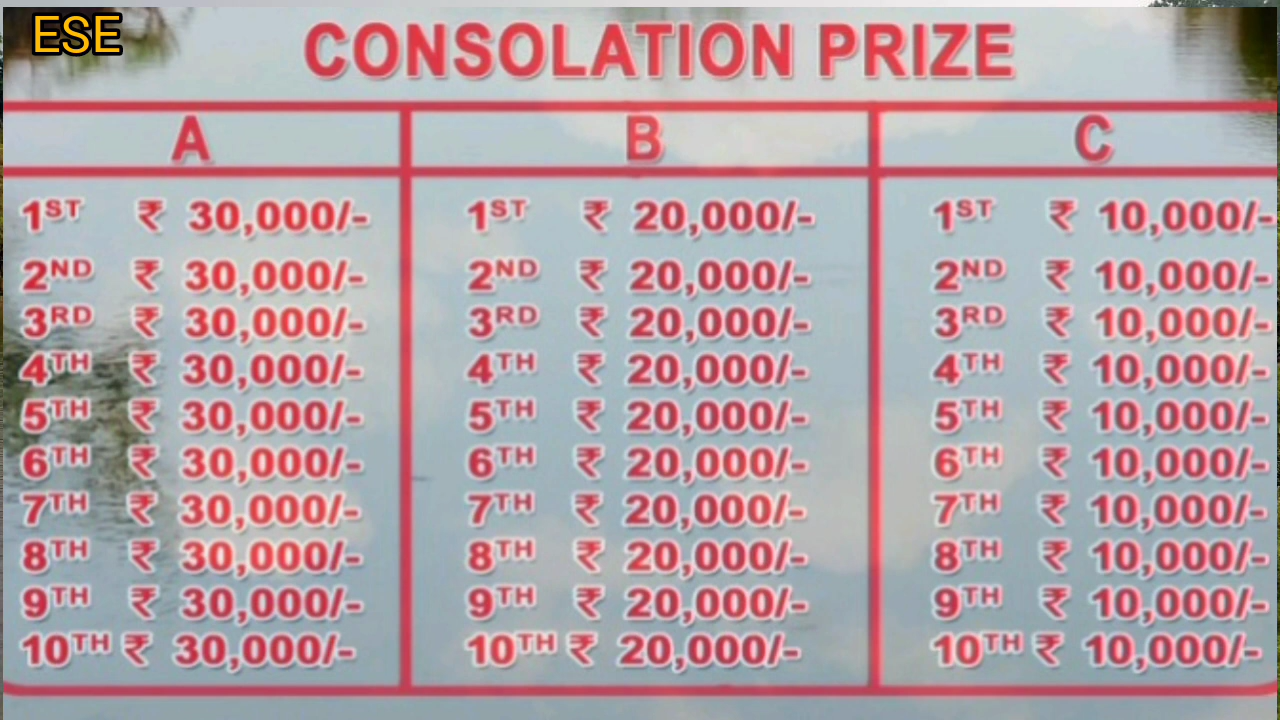 ESE
CONSOLATION PRIZE
A B C
1ST ₹ 30,000/- 1ST ₹ 20,000/- 1ST ₹ 10,000/-
2ND ₹ 30,000/- 2ND ₹ 20,000/- 2ND ₹ 10,000/-
3RD ₹ 30,000/- 3RD ₹ 20,000/- 3RD ₹ 10,000/-
4TH ₹ 30,000/- 4TH ₹ 20,000/- 4TH ₹ 10,000/-
5TH ₹ 30,000/- 5TH ₹ 20,000/- 5TH ₹ 10,000/-
6TH ₹ 30,000/- 6TH ₹ 20,000/- 6TH ₹ 10,000/-
7TH ₹ 30,000/- 7TH ₹ 20,000/- 7TH ₹ 10,000/-
8TH ₹ 30,000/- 8TH ₹ 20,000/- 8TH ₹ 10,000/-
9TH ₹ 30,000/- 9TH ₹ 20,000/- 9TH ₹ 10,000/-
10TH ₹ 30,000/- 10TH ₹ 20,000/- 10TH ₹ 10,000/-